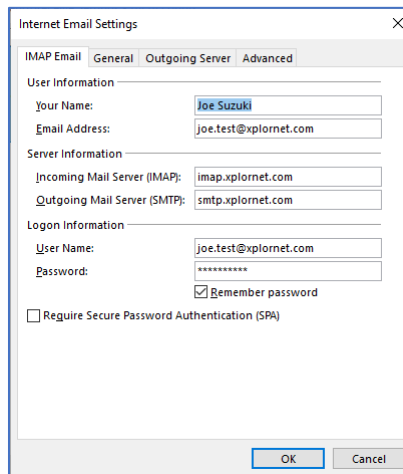 Internet Email Settings
IMAP Email General Outgoing Server Advanced
User Information
Your Name: Joe Suzuki
Email Address: joe.test@xplornet.com
Server Information
Incoming Mail Server (IMAP): imap.xplornet.com
Outgoing Mail Server (SMTP): smtp.xplornet.com
Logon Information
User Name: joe.test@xplornet.com
Password: **********
Remember password
Require Secure Password Authentication (SPA)
OK Cancel